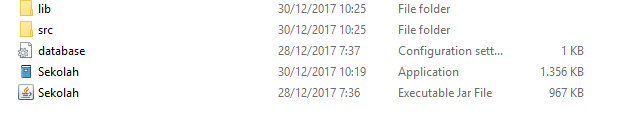 lib 30/12/2017 10:25 File folder
src 30/12/2017 10:25 File folder
database 28/12/2017 7:37 Configuration sett... 1 KB
Sekolah 30/12/2017 10:19 Application 1.356 KB
Sekolah 28/12/2017 7:36 Executable Jar File 967 KB